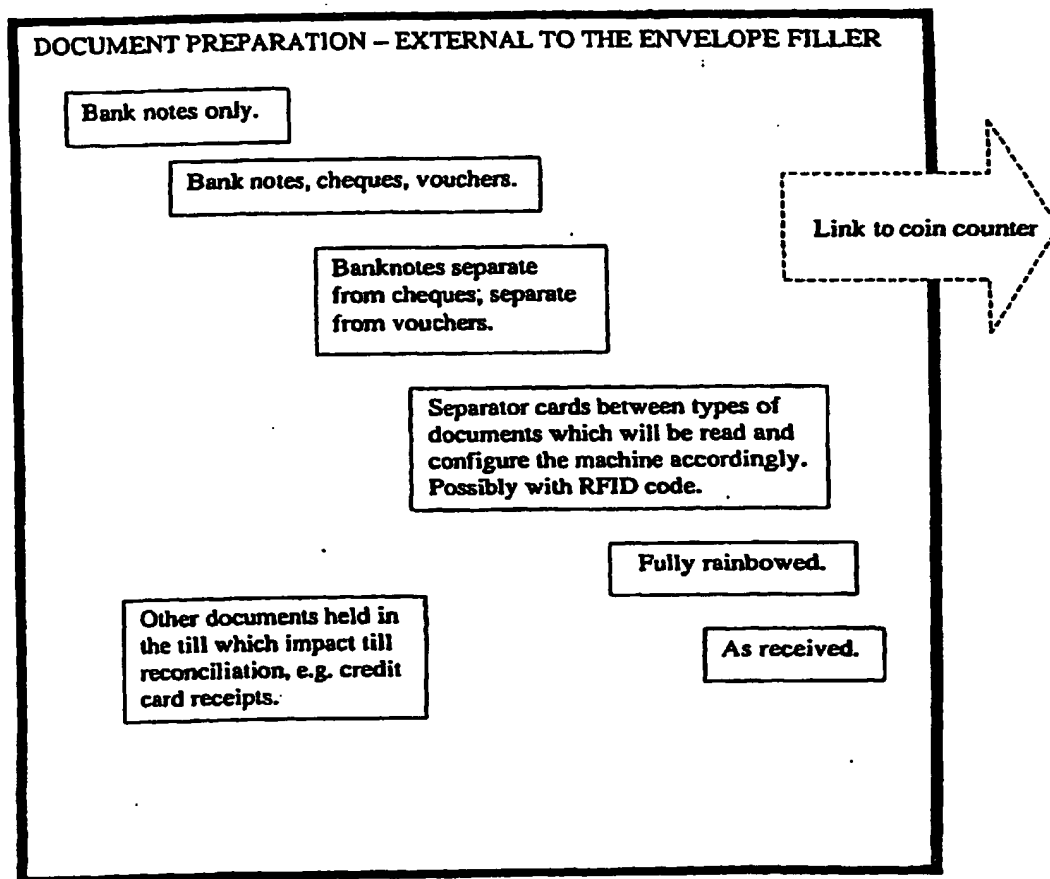 DOCUMENT PREPARATION – EXTERNAL TO THE ENVELOPE FILLER
Bank notes only.
Bank notes, cheques, vouchers.
Link to coin counter
Banknotes separate
from cheques; separate
from vouchers.
Separator cards between types of
documents which will be read and
configure the machine accordingly.
Possibly with RFID code.
Fully rainbowed.
Other documents held in
the till which impact till
reconciliation, e.g. credit
card receipts.
As received.